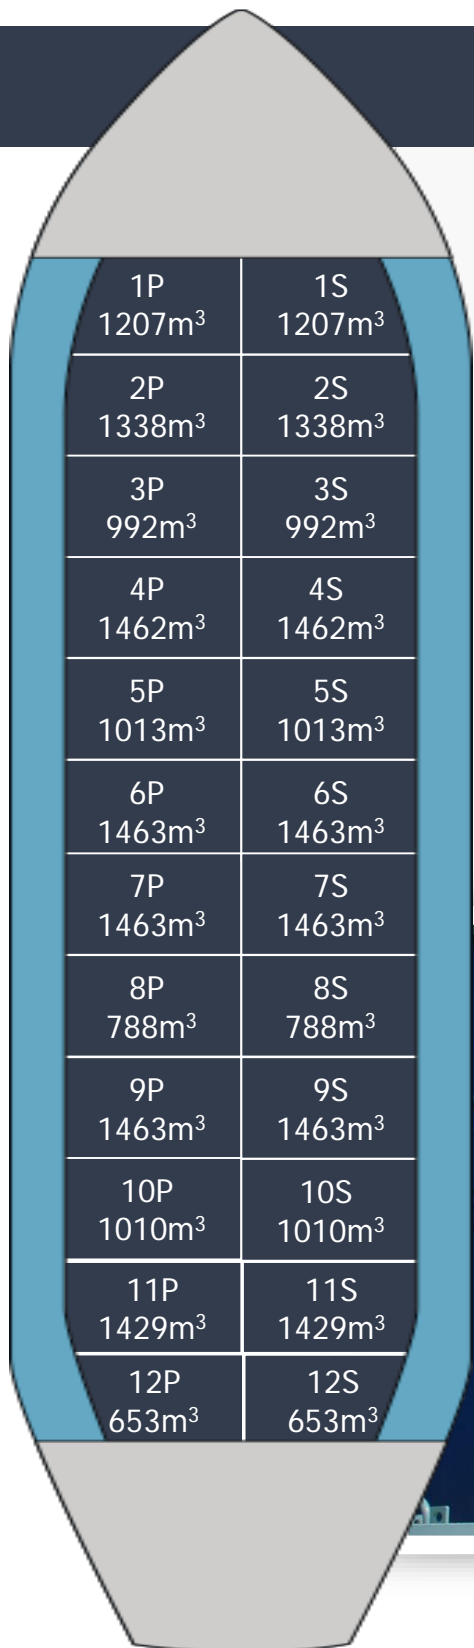 1P 1S
1207m³ 1207m³
2P 2S
1338m³ 1338m³
3P 3S
992m³ 992m³
4P 4S
1462m³ 1462m³
5P 5S
1013m³ 1013m³
6P 6S
1463m³ 1463m³
7P 7S
1463m³ 1463m³
8P 8S
788m³ 788m³
9P 9S
1463m³ 1463m³
10P 10S
1010m³ 1010m³
11P 11S
1429m³ 1429m³
12P 12S
653m³ 653m³